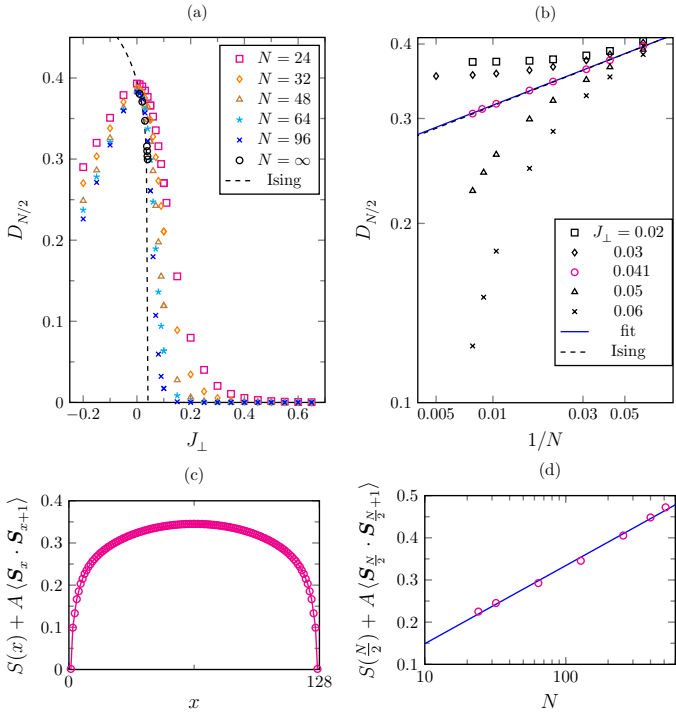 (a)
D_{N/2}
0.4
0.3
0.2
0.1
0
−0.2
0
0.2
0.4
0.6
J_⊥
N = 24
N = 32
N = 48
N = 64
N = 96
N = ∞
Ising
(b)
D_{N/2}
0.4
0.2
0.1
0.005
0.01
0.03
0.05
1/N
J_⊥ = 0.02
0.03
0.041
0.05
0.06
fit
Ising
(c)
S(x) + A ⟨S_x · S_{x+1}⟩
0.4
0.3
0.2
0.1
0
0
128
x
(d)
S(N/2) + A ⟨S_{N/2} · S_{N/2+1}⟩
0.5
0.4
0.3
0.2
0.1
10
100
N